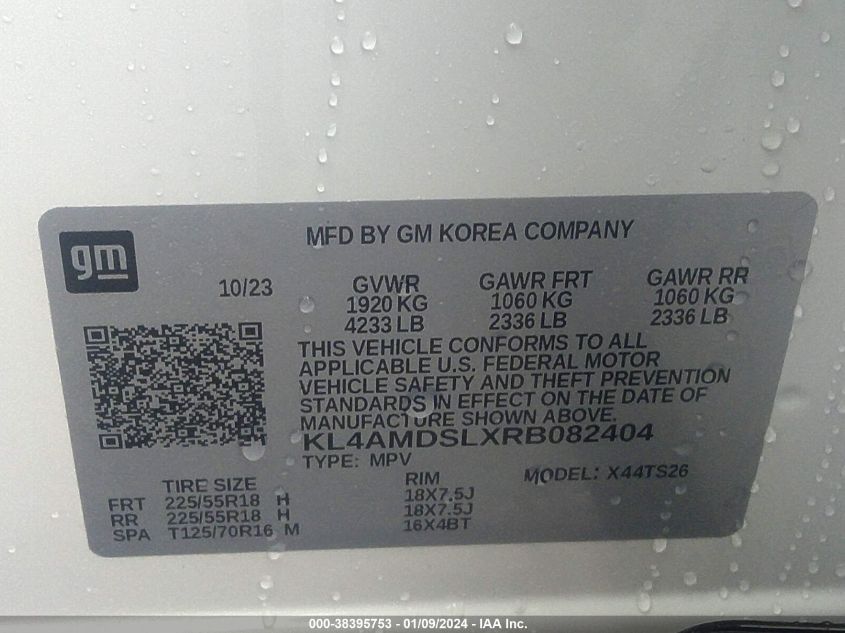 gm
MFD BY GM KOREA COMPANY
10/23
GVWR GAWR FRT GAWR RR
1920 KG 1060 KG 1060 KG
4233 LB 2336 LB 2336 LB
THIS VEHICLE CONFORMS TO ALL
APPLICABLE U.S. FEDERAL MOTOR
VEHICLE SAFETY AND THEFT PREVENTION
STANDARDS IN EFFECT ON THE DATE OF
MANUFACTURE SHOWN ABOVE.
KL4AMDSLXRB082404
TYPE: MPV MODEL: X44TS26
TIRE SIZE RIM
FRT 225/55R18 H 18X7.5J
RR 225/55R18 H 18X7.5J
SPA T125/70R16 M 16X4BT
000-38395753 — 01/09/2024 - IAA Inc.